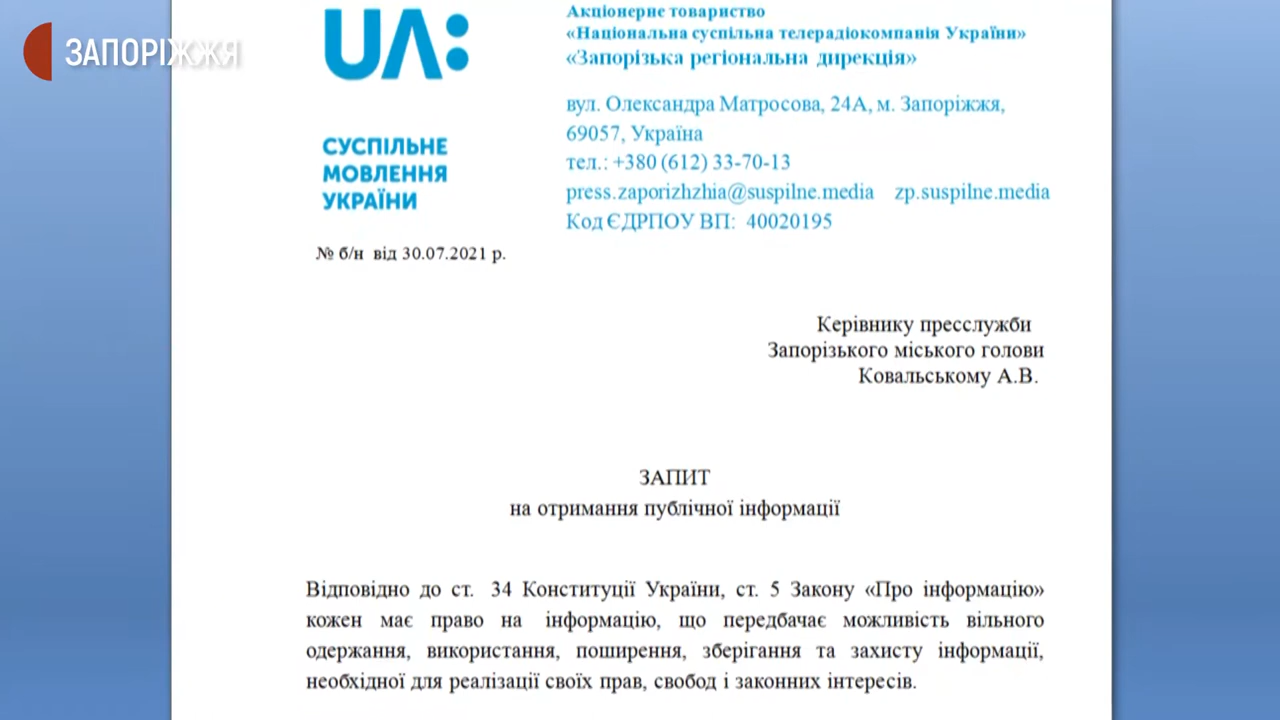 ЗАПОРІЖЖЯ
UA:
СУСПІЛЬНЕ
МОВЛЕННЯ
УКРАЇНИ
Акціонерне товариство
«Національна суспільна телерадіокомпанія України»
«Запорізька регіональна дирекція»
вул. Олександра Матросова, 24А, м. Запоріжжя,
69057, Україна
тел.: +380 (612) 33-70-13
press.zaporizhzhia@suspilne.media zp.suspilne.media
Код ЄДРПОУ ВП: 40020195
№ б/н від 30.07.2021 р.
Керівнику пресслужби
Запорізького міського голови
Ковальському А.В.
ЗАПИТ
на отримання публічної інформації
Відповідно до ст. 34 Конституції України, ст. 5 Закону «Про інформацію»
кожен має право на інформацію, що передбачає можливість вільного
одержання, використання, поширення, зберігання та захисту інформації,
необхідної для реалізації своїх прав, свобод і законних інтересів.